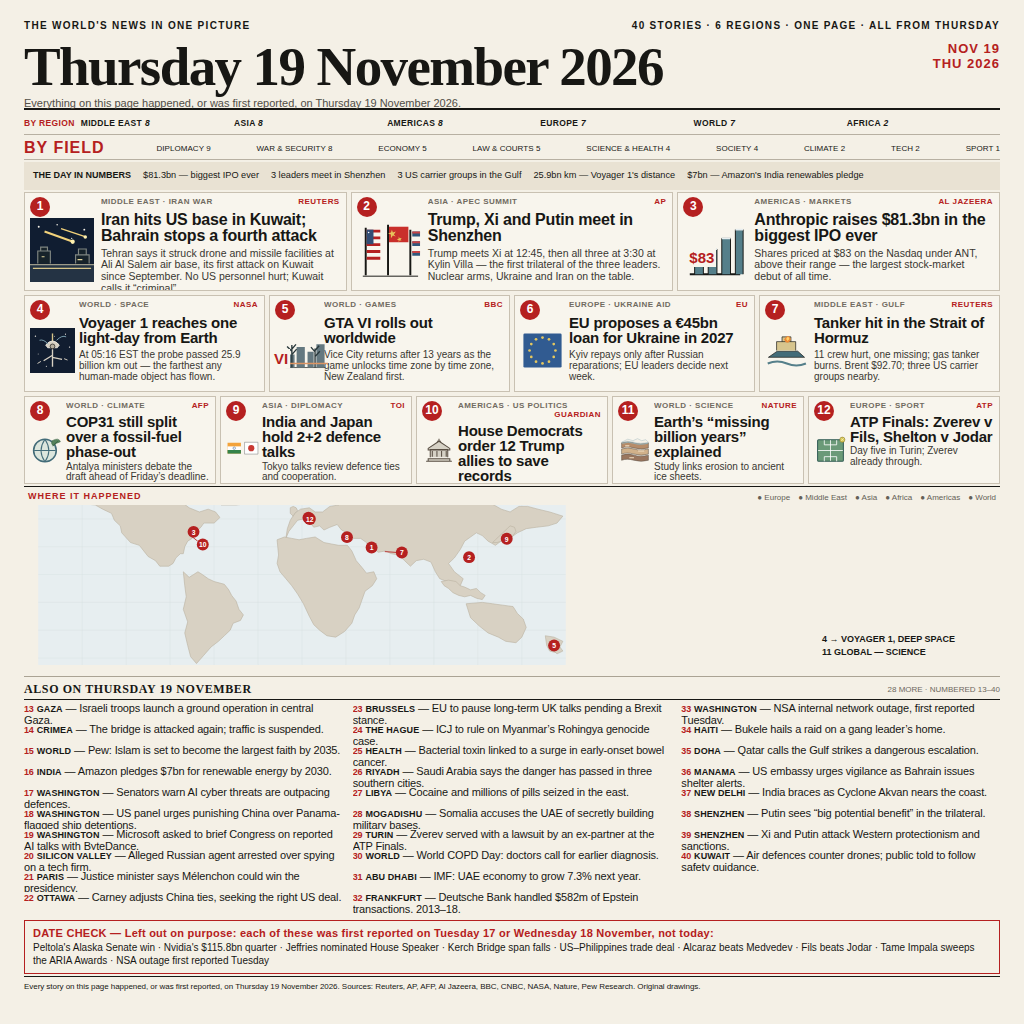 THE WORLD'S NEWS IN ONE PICTURE
40 STORIES · 6 REGIONS · ONE PAGE · ALL FROM THURSDAY
Thursday 19 November 2026
NOV 19
THU 2026
Everything on this page happened, or was first reported, on Thursday 19 November 2026.
BY REGION MIDDLE EAST 8 ASIA 8 AMERICAS 8 EUROPE 7 WORLD 7 AFRICA 2
BY FIELD DIPLOMACY 9 WAR & SECURITY 8 ECONOMY 5 LAW & COURTS 5 SCIENCE & HEALTH 4 SOCIETY 4 CLIMATE 2 TECH 2 SPORT 1
THE DAY IN NUMBERS $81.3bn — biggest IPO ever 3 leaders meet in Shenzhen 3 US carrier groups in the Gulf 25.9bn km — Voyager 1's distance $7bn — Amazon's India renewables pledge
1
MIDDLE EAST · IRAN WAR
REUTERS
Iran hits US base in Kuwait;
Bahrain stops a fourth attack
Tehran says it struck drone and missile facilities at
Ali Al Salem air base, its first attack on Kuwait
since September. No US personnel hurt; Kuwait
calls it “criminal”.
2
ASIA · APEC SUMMIT
AP
Trump, Xi and Putin meet in
Shenzhen
Trump meets Xi at 12:45, then all three at 3:30 at
Kylin Villa — the first trilateral of the three leaders.
Nuclear arms, Ukraine and Iran on the table.
3
AMERICAS · MARKETS
AL JAZEERA
Anthropic raises $81.3bn in the
biggest IPO ever
$83
Shares priced at $83 on the Nasdaq under ANT,
above their range — the largest stock-market
debut of all time.
4
WORLD · SPACE
NASA
Voyager 1 reaches one
light-day from Earth
At 05:16 EST the probe passed 25.9
billion km out — the farthest any
human-made object has flown.
5
WORLD · GAMES
BBC
GTA VI rolls out
worldwide
VI
Vice City returns after 13 years as the
game unlocks time zone by time zone,
New Zealand first.
6
EUROPE · UKRAINE AID
EU
EU proposes a €45bn
loan for Ukraine in 2027
Kyiv repays only after Russian
reparations; EU leaders decide next
week.
7
MIDDLE EAST · GULF
REUTERS
Tanker hit in the Strait of
Hormuz
11 crew hurt, one missing; gas tanker
burns. Brent $92.70; three US carrier
groups nearby.
8
WORLD · CLIMATE
AFP
COP31 still split
over a fossil-fuel
phase-out
Antalya ministers debate the
draft ahead of Friday's deadline.
9
ASIA · DIPLOMACY
TOI
India and Japan
hold 2+2 defence
talks
Tokyo talks review defence ties
and cooperation.
10
AMERICAS · US POLITICS
GUARDIAN
House Democrats
order 12 Trump
allies to save
records
11
WORLD · SCIENCE
NATURE
Earth’s “missing
billion years”
explained
Study links erosion to ancient
ice sheets.
12
EUROPE · SPORT
ATP
ATP Finals: Zverev v
Fils, Shelton v Jodar
Day five in Turin; Zverev
already through.
WHERE IT HAPPENED
● Europe ● Middle East ● Asia ● Africa ● Americas ● World
3
10
12
8
1
7
2
9
5
4 → VOYAGER 1, DEEP SPACE
11 GLOBAL — SCIENCE
ALSO ON THURSDAY 19 NOVEMBER
28 MORE · NUMBERED 13–40
13 GAZA — Israeli troops launch a ground operation in central
Gaza.
14 CRIMEA — The bridge is attacked again; traffic is suspended.
15 WORLD — Pew: Islam is set to become the largest faith by 2035.
16 INDIA — Amazon pledges $7bn for renewable energy by 2030.
17 WASHINGTON — Senators warn AI cyber threats are outpacing
defences.
18 WASHINGTON — US panel urges punishing China over Panama-
flagged ship detentions.
19 WASHINGTON — Microsoft asked to brief Congress on reported
AI talks with ByteDance.
20 SILICON VALLEY — Alleged Russian agent arrested over spying
on a tech firm.
21 PARIS — Justice minister says Mélenchon could win the
presidency.
22 OTTAWA — Carney adjusts China ties, seeking the right US deal.
23 BRUSSELS — EU to pause long-term UK talks pending a Brexit
stance.
24 THE HAGUE — ICJ to rule on Myanmar’s Rohingya genocide
case.
25 HEALTH — Bacterial toxin linked to a surge in early-onset bowel
cancer.
26 RIYADH — Saudi Arabia says the danger has passed in three
southern cities.
27 LIBYA — Cocaine and millions of pills seized in the east.
28 MOGADISHU — Somalia accuses the UAE of secretly building
military bases.
29 TURIN — Zverev served with a lawsuit by an ex-partner at the
ATP Finals.
30 WORLD — World COPD Day: doctors call for earlier diagnosis.
31 ABU DHABI — IMF: UAE economy to grow 7.3% next year.
32 FRANKFURT — Deutsche Bank handled $582m of Epstein
transactions, 2013–18.
33 WASHINGTON — NSA internal network outage, first reported
Tuesday.
34 HAITI — Bukele hails a raid on a gang leader’s home.
35 DOHA — Qatar calls the Gulf strikes a dangerous escalation.
36 MANAMA — US embassy urges vigilance as Bahrain issues
shelter alerts.
37 NEW DELHI — India braces as Cyclone Akvan nears the coast.
38 SHENZHEN — Putin sees “big potential benefit” in the trilateral.
39 SHENZHEN — Xi and Putin attack Western protectionism and
sanctions.
40 KUWAIT — Air defences counter drones; public told to follow
safety guidance.
DATE CHECK — Left out on purpose: each of these was first reported on Tuesday 17 or Wednesday 18 November, not today:
Peltola's Alaska Senate win · Nvidia's $115.8bn quarter · Jeffries nominated House Speaker · Kerch Bridge span falls · US–Philippines trade deal · Alcaraz beats Medvedev · Fils beats Jodar · Tame Impala sweeps
the ARIA Awards · NSA outage first reported Tuesday
Every story on this page happened, or was first reported, on Thursday 19 November 2026. Sources: Reuters, AP, AFP, Al Jazeera, BBC, CNBC, NASA, Nature, Pew Research. Original drawings.